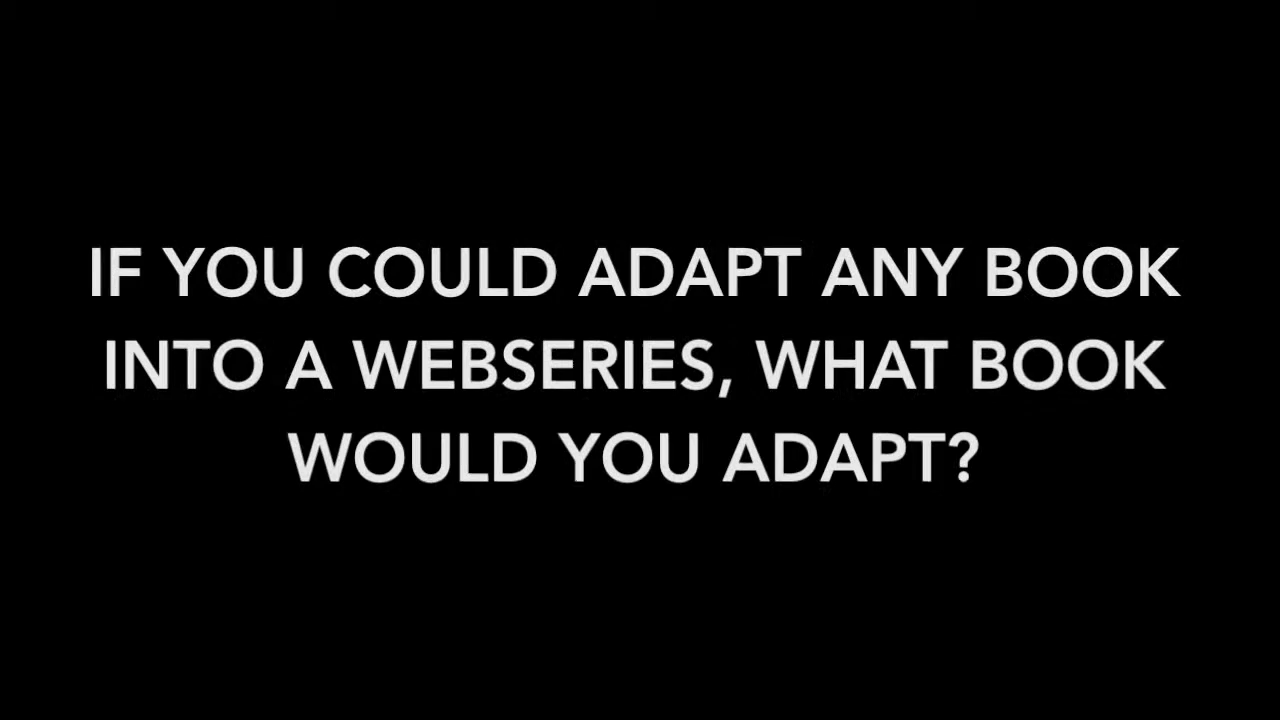 IF YOU COULD ADAPT ANY BOOK
INTO A WEBSERIES, WHAT BOOK
WOULD YOU ADAPT?